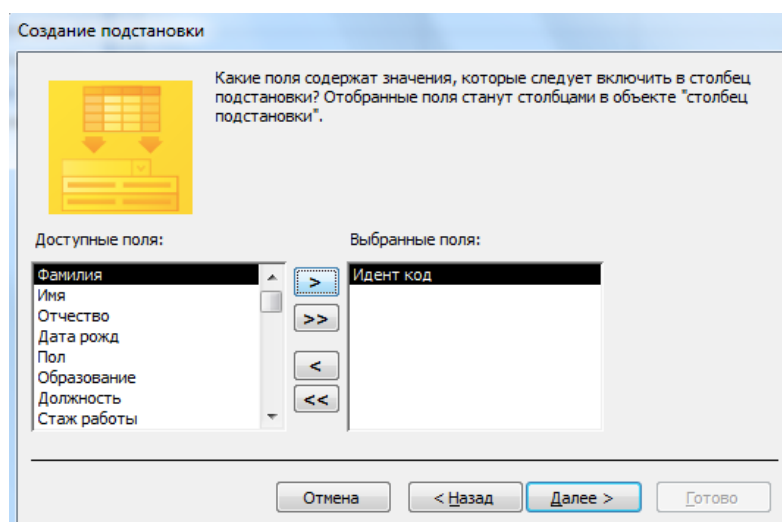 Создание подстановки
Какие поля содержат значения, которые следует включить в столбец
подстановки? Отобранные поля станут столбцами в объекте "столбец
подстановки".
Доступные поля:
Выбранные поля:
Фамилия
Имя
Отчество
Дата рожд
Пол
Образование
Должность
Стаж работы
>
>>
<
<<
Идент код
Отмена
< Назад
Далее >
Готово